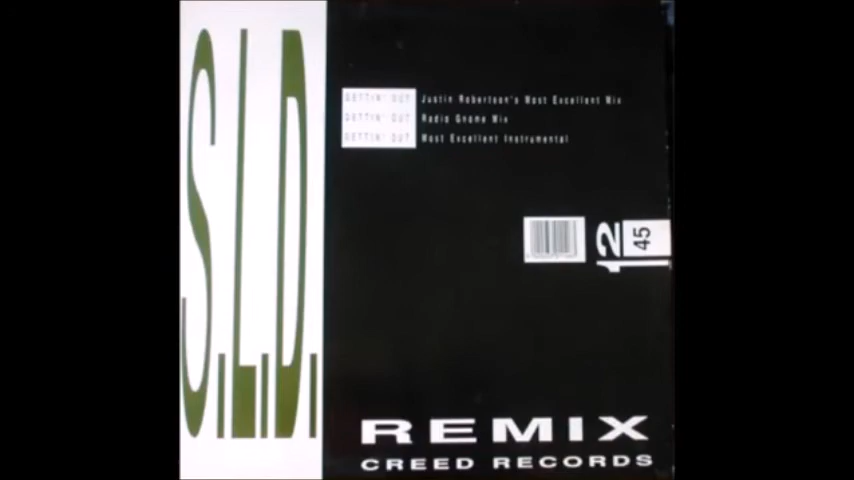 S.L.D.
GETTIN' OUT Justin Robertson's Most Excellent Mix
GETTIN' OUT Radio Gnome Mix
GETTIN' OUT Most Excellent Instrumental
12
45
REMIX
CREED RECORDS